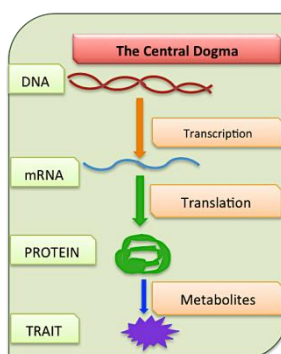 The Central Dogma
DNA
Transcription
mRNA
Translation
PROTEIN
Metabolites
TRAIT